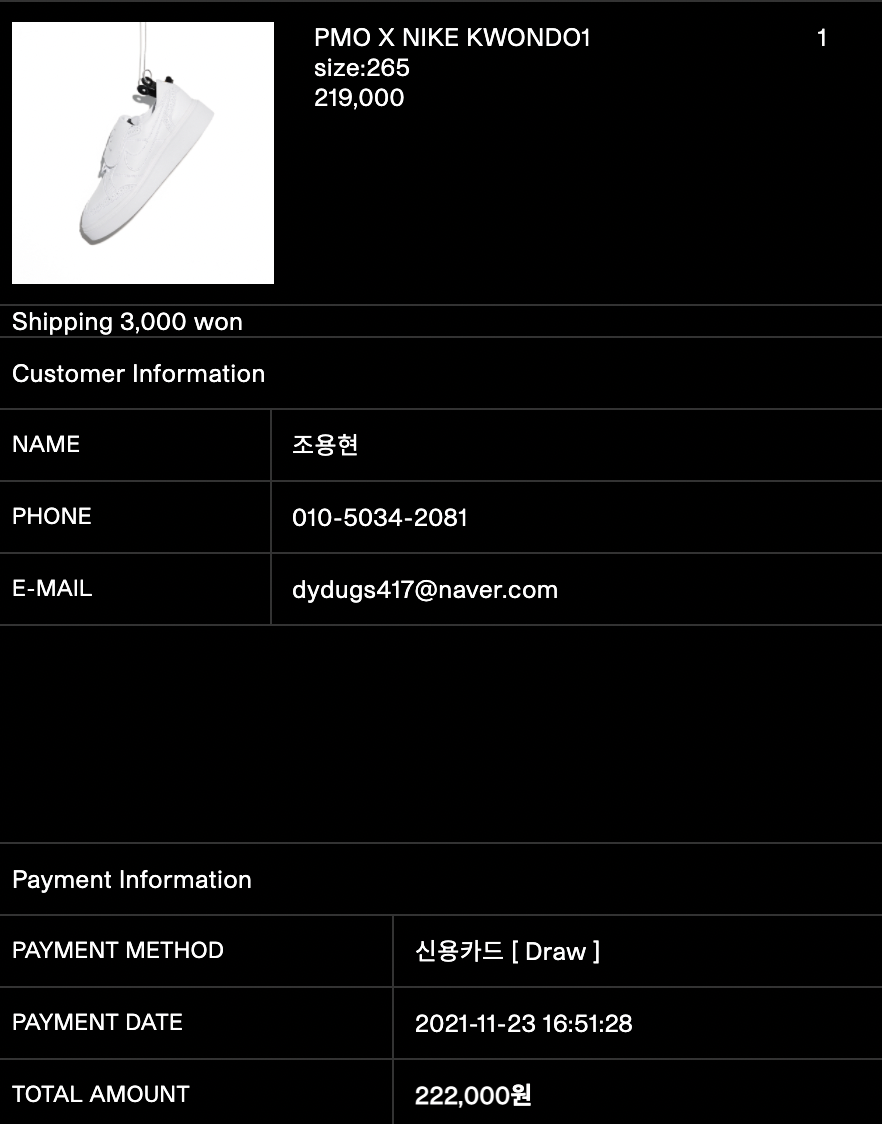 PMO X NIKE KWONDO1 1
size:265
219,000
Shipping 3,000 won
Customer Information
NAME 조용현
PHONE 010-5034-2081
E-MAIL dydugs417@naver.com
Payment Information
PAYMENT METHOD 신용카드 [ Draw ]
PAYMENT DATE 2021-11-23 16:51:28
TOTAL AMOUNT 222,000원